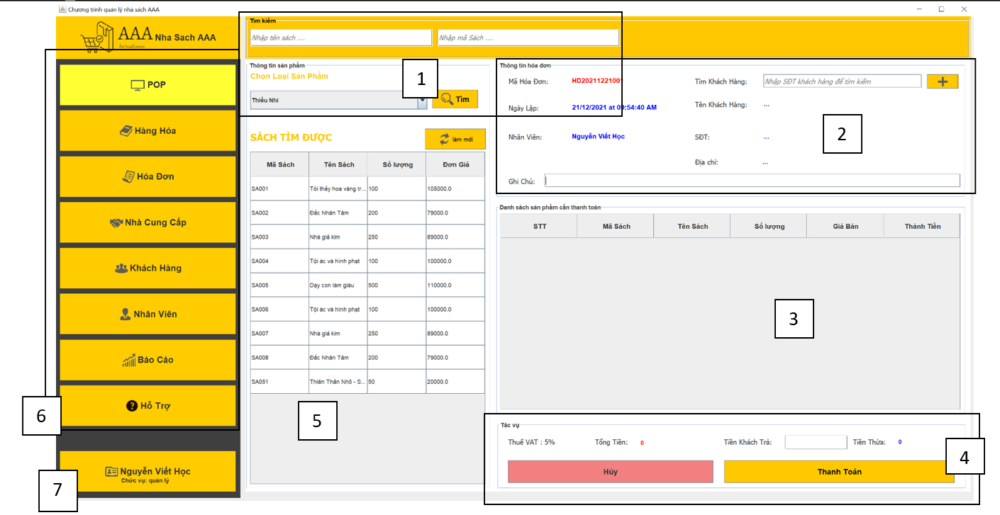 Chương trình quản lý nhà sách AAA
AAA Nha Sach AAA
Tìm kiếm
Nhập tên sách ....
Nhập mã Sách ....
POP
Hàng Hóa
Hóa Đơn
Nhà Cung Cấp
Khách Hàng
Nhân Viên
Báo Cáo
Hỗ Trợ
6
Nguyễn Viết Học
Chức vụ: quản lý
7
Thông tin sản phẩm
Chọn Loại Sản Phẩm
1
Thiếu Nhi
Tìm
SÁCH TÌM ĐƯỢC
làm mới
Mã Sách Tên Sách Số lượng Đơn Giá
SA001 Tôi thấy hoa vàng tr... 100 105000.0
SA002 Đắc Nhân Tâm 200 79000.0
SA003 Nhà giả kim 250 89000.0
SA004 Tội ác và hình phạt 100 100000.0
SA005 Dạy con làm giàu 500 110000.0
SA006 Tội ác và hình phạt 100 100000.0
SA007 Nhà giả kim 250 89000.0
SA008 Đắc Nhân Tâm 200 79000.0
SA051 Thiên Thần Nhỏ - S... 50 20000.0
5
Thông tin hóa đơn
Mã Hóa Đơn: HD20211221001
Tìm Khách Hàng: Nhập SĐT khách hàng để tìm kiếm
Ngày Lập: 21/12/2021 at 09:54:40 AM
Tên Khách Hàng: ...
2
Nhân Viên: Nguyễn Viết Học
SĐT: ...
Địa chỉ: ...
Ghi Chú:
Danh sách sản phẩm cần thanh toán
STT Mã Sách Tên Sách Số lượng Giá Bán Thành Tiền
3
Tác vụ
Thuế VAT : 5% Tổng Tiền: 0 Tiền Khách Trả: Tiền Thừa: 0
4
Hủy
Thanh Toán